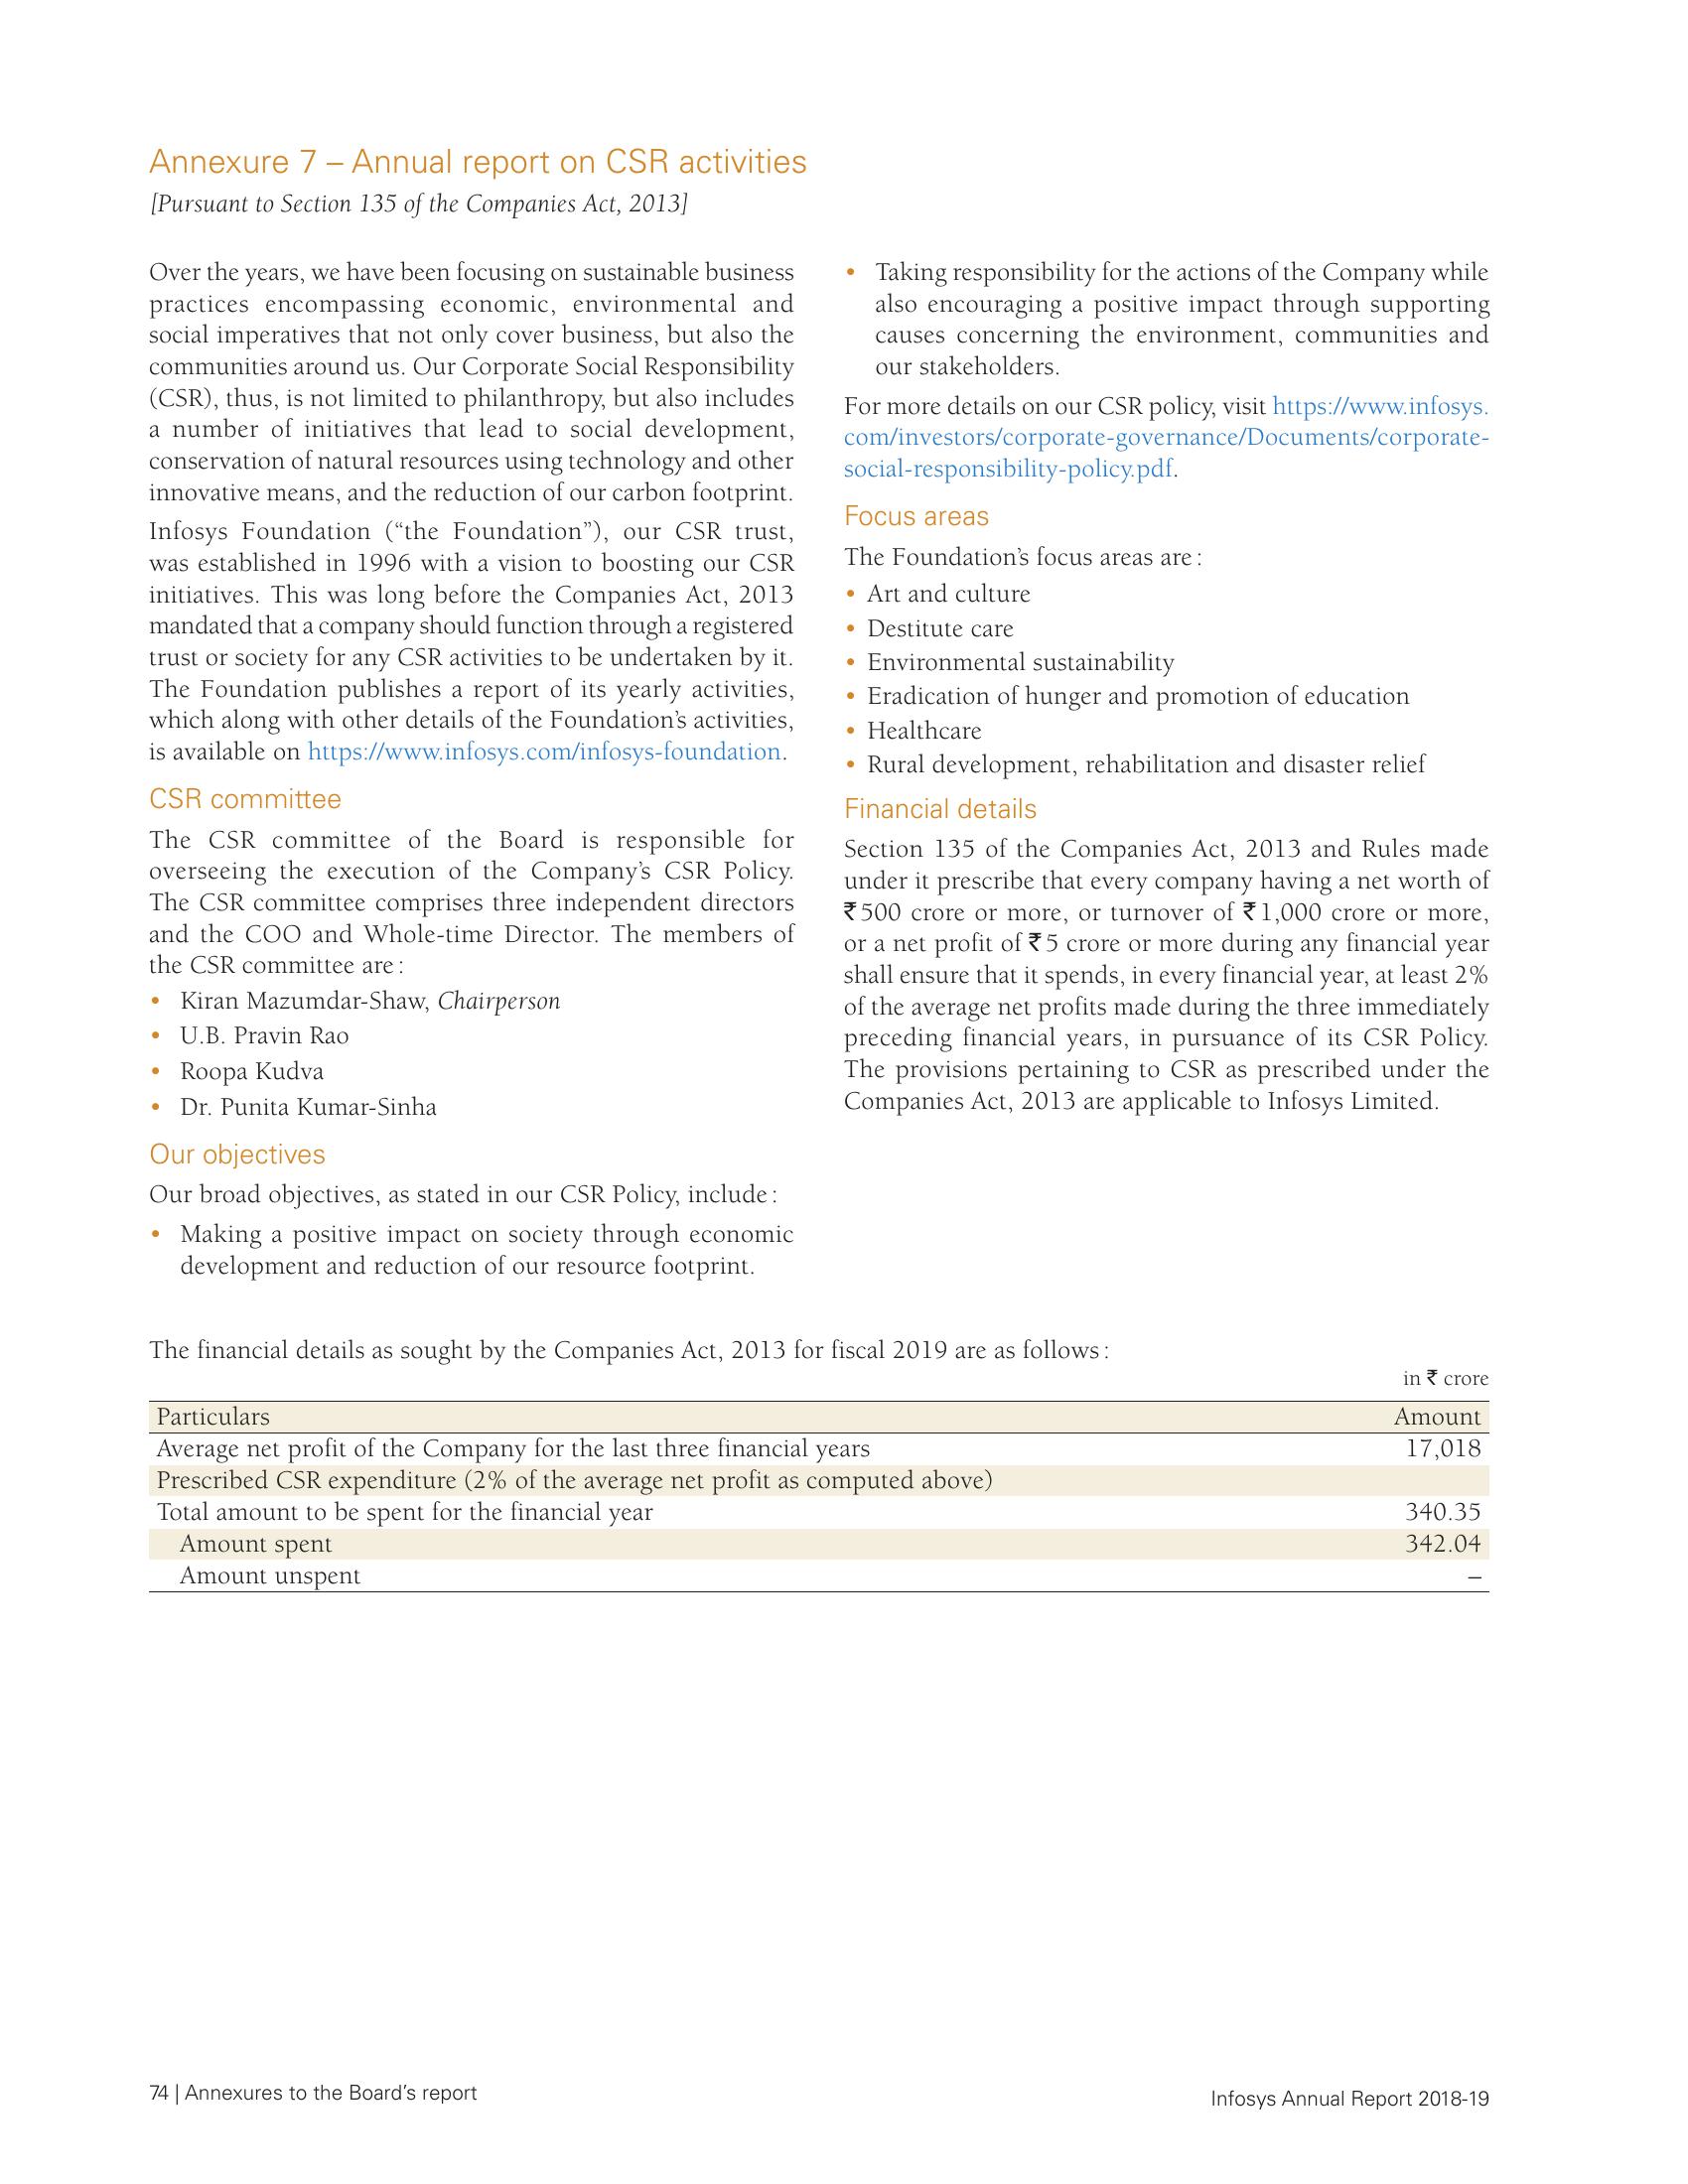 Annexure 7 – Annual report on CSR activities
[Pursuant to Section 135 of the Companies Act, 2013]
Over the years, we have been focusing on sustainable business
practices encompassing economic, environmental and
social imperatives that not only cover business, but also the
communities around us. Our Corporate Social Responsibility
(CSR), thus, is not limited to philanthropy, but also includes
a number of initiatives that lead to social development,
conservation of natural resources using technology and other
innovative means, and the reduction of our carbon footprint.
Infosys Foundation (“the Foundation”), our CSR trust,
was established in 1996 with a vision to boosting our CSR
initiatives. This was long before the Companies Act, 2013
mandated that a company should function through a registered
trust or society for any CSR activities to be undertaken by it.
The Foundation publishes a report of its yearly activities,
which along with other details of the Foundation’s activities,
is available on https://www.infosys.com/infosys-foundation.
CSR committee
The CSR committee of the Board is responsible for
overseeing the execution of the Company’s CSR Policy.
The CSR committee comprises three independent directors
and the COO and Whole-time Director. The members of
the CSR committee are :
• Kiran Mazumdar-Shaw, Chairperson
• U.B. Pravin Rao
• Roopa Kudva
• Dr. Punita Kumar-Sinha
Our objectives
Our broad objectives, as stated in our CSR Policy, include :
• Making a positive impact on society through economic
development and reduction of our resource footprint.
• Taking responsibility for the actions of the Company while
also encouraging a positive impact through supporting
causes concerning the environment, communities and
our stakeholders.
For more details on our CSR policy, visit https://www.infosys.
com/investors/corporate-governance/Documents/corporate-
social-responsibility-policy.pdf.
Focus areas
The Foundation’s focus areas are :
• Art and culture
• Destitute care
• Environmental sustainability
• Eradication of hunger and promotion of education
• Healthcare
• Rural development, rehabilitation and disaster relief
Financial details
Section 135 of the Companies Act, 2013 and Rules made
under it prescribe that every company having a net worth of
₹500 crore or more, or turnover of ₹1,000 crore or more,
or a net profit of ₹5 crore or more during any financial year
shall ensure that it spends, in every financial year, at least 2%
of the average net profits made during the three immediately
preceding financial years, in pursuance of its CSR Policy.
The provisions pertaining to CSR as prescribed under the
Companies Act, 2013 are applicable to Infosys Limited.
The financial details as sought by the Companies Act, 2013 for fiscal 2019 are as follows :
in ₹ crore
Particulars Amount
Average net profit of the Company for the last three financial years 17,018
Prescribed CSR expenditure (2% of the average net profit as computed above)
Total amount to be spent for the financial year 340.35
Amount spent 342.04
Amount unspent –
74 | Annexures to the Board’s report
Infosys Annual Report 2018-19